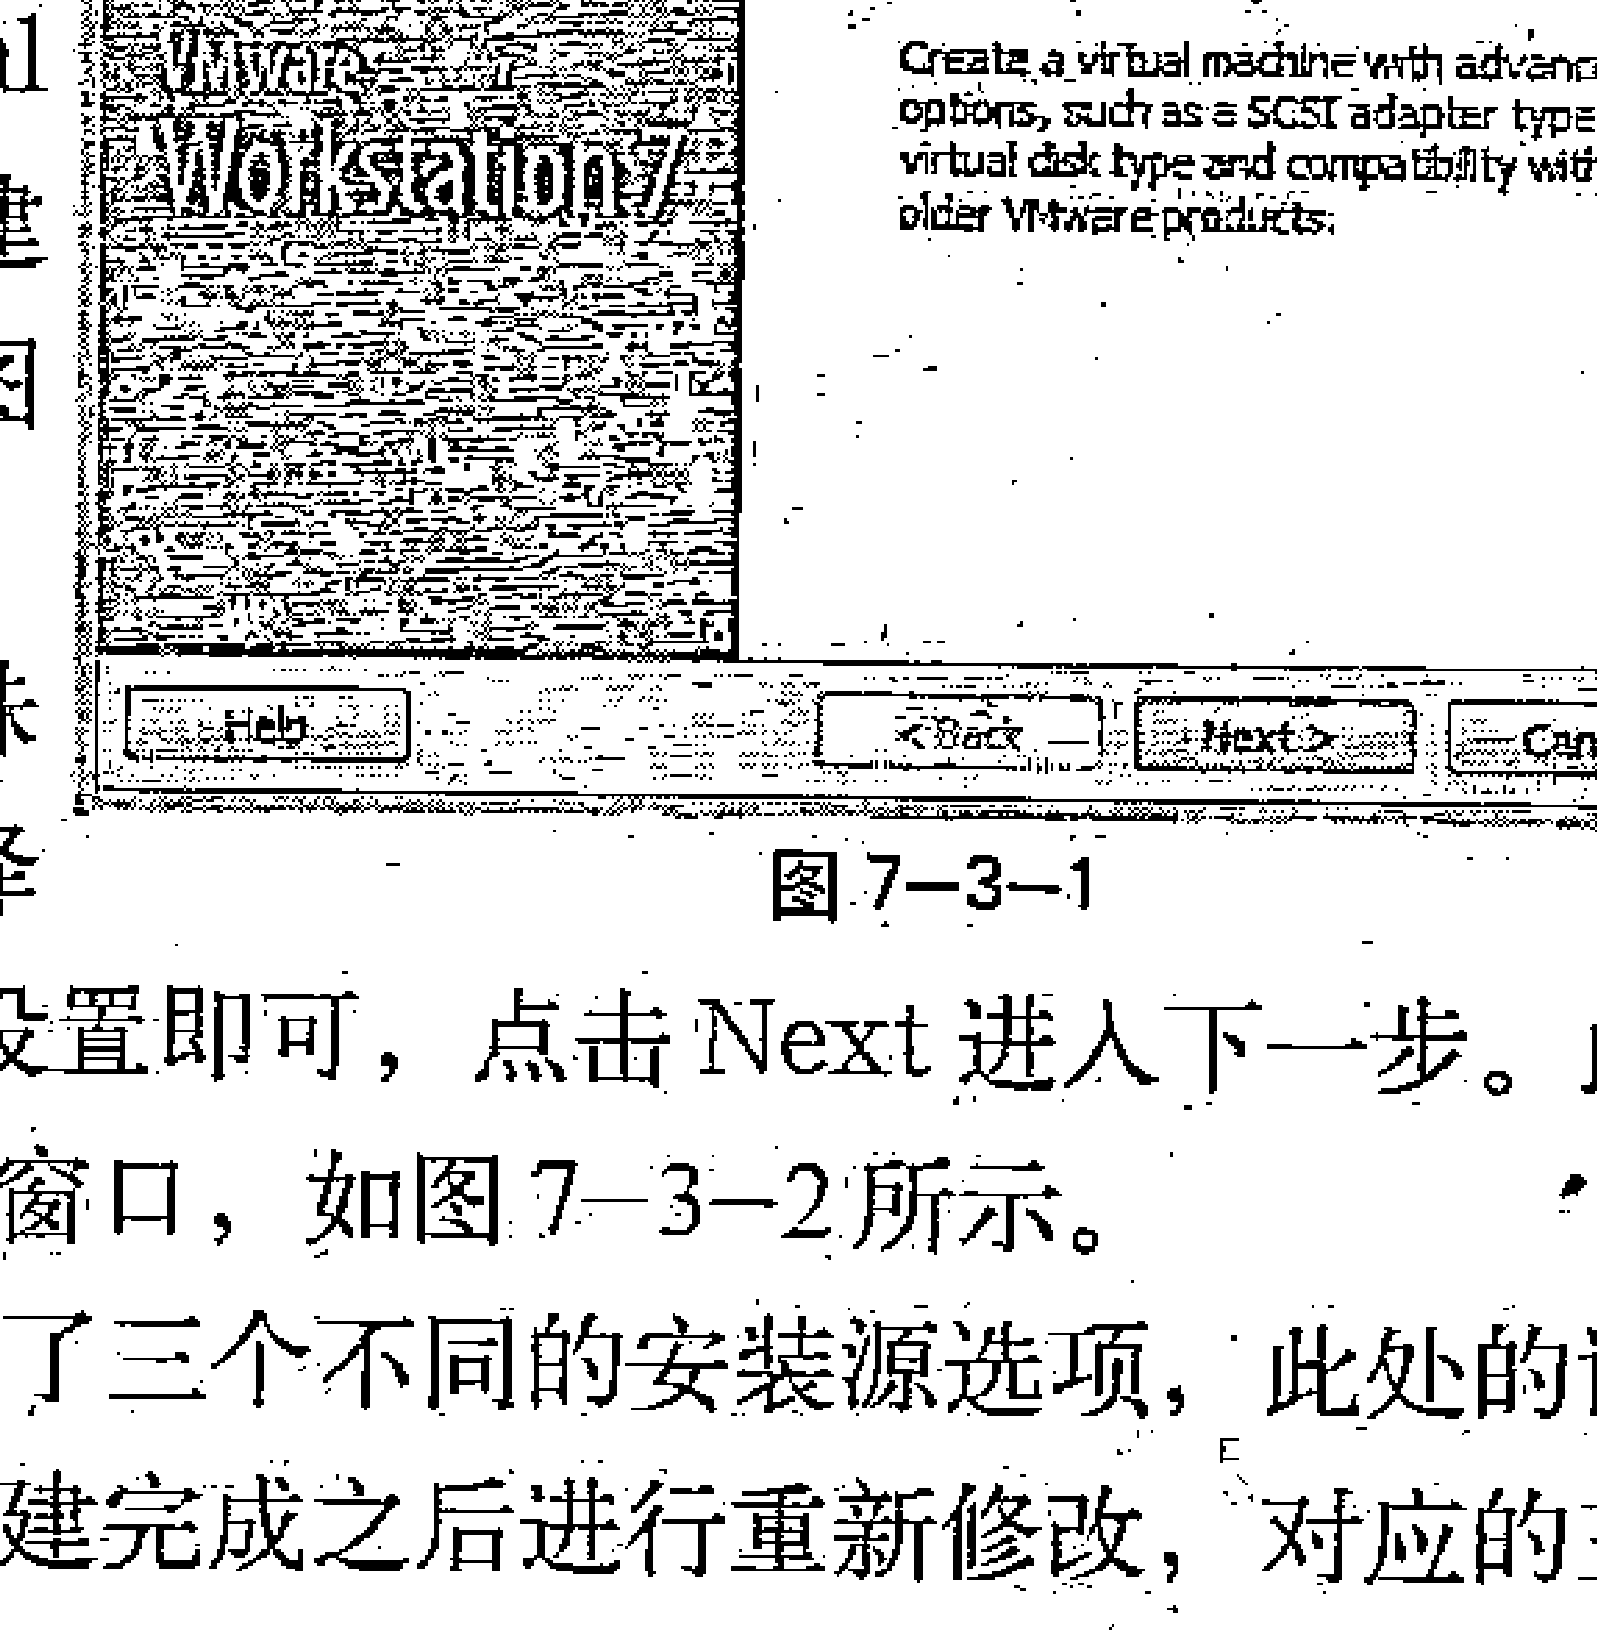 VMware
Workstation 7
Create a virtual machine with
options, such as a SCSI adapter type
virtual disk type and compatibility with
older VMware products.
Help
< Back
Next >
图 7—3—1
设置即可，点击 Next 进入下一步。
窗口，如图 7—3—2 所示。
了三个不同的安装源选项，此处的
建完成之后进行重新修改，对应的